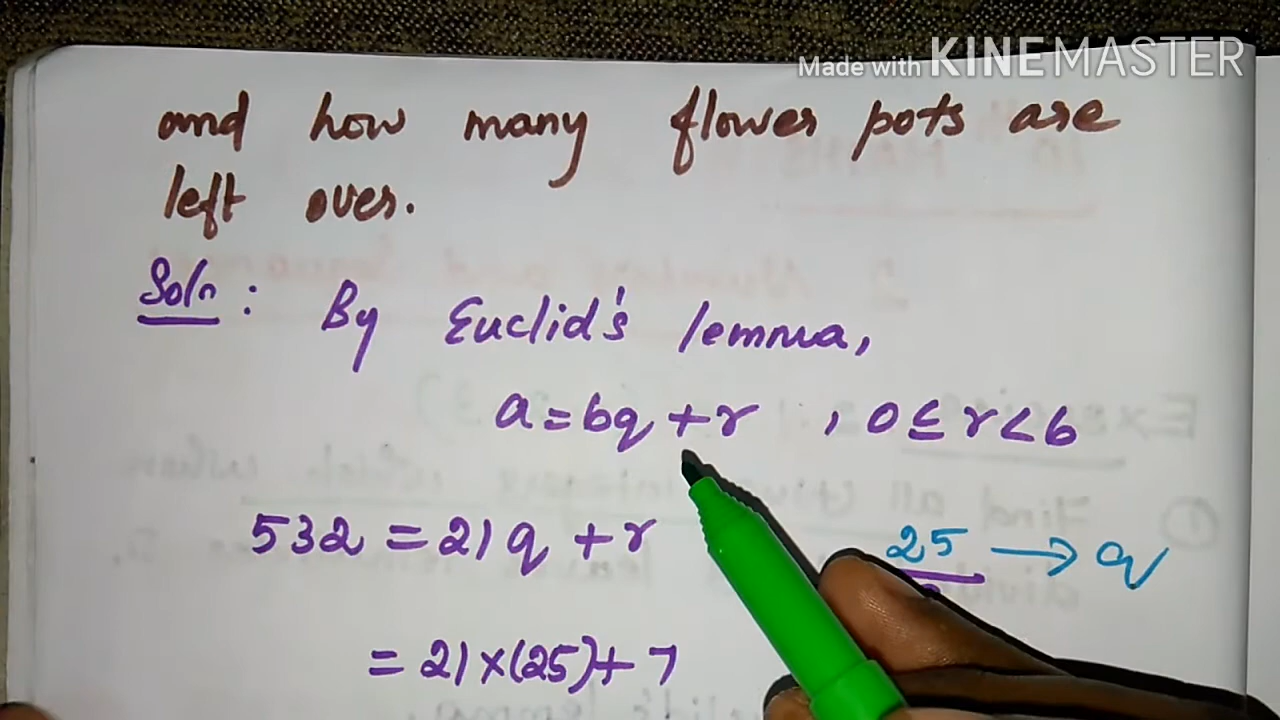 Made with KINEMASTER
and how many flower pots are
left over.
Soln : By Euclid's lemma,
a = bq + r , 0 ≤ r < b
532 = 21q + r
25 → q
= 21 × (25) + 7